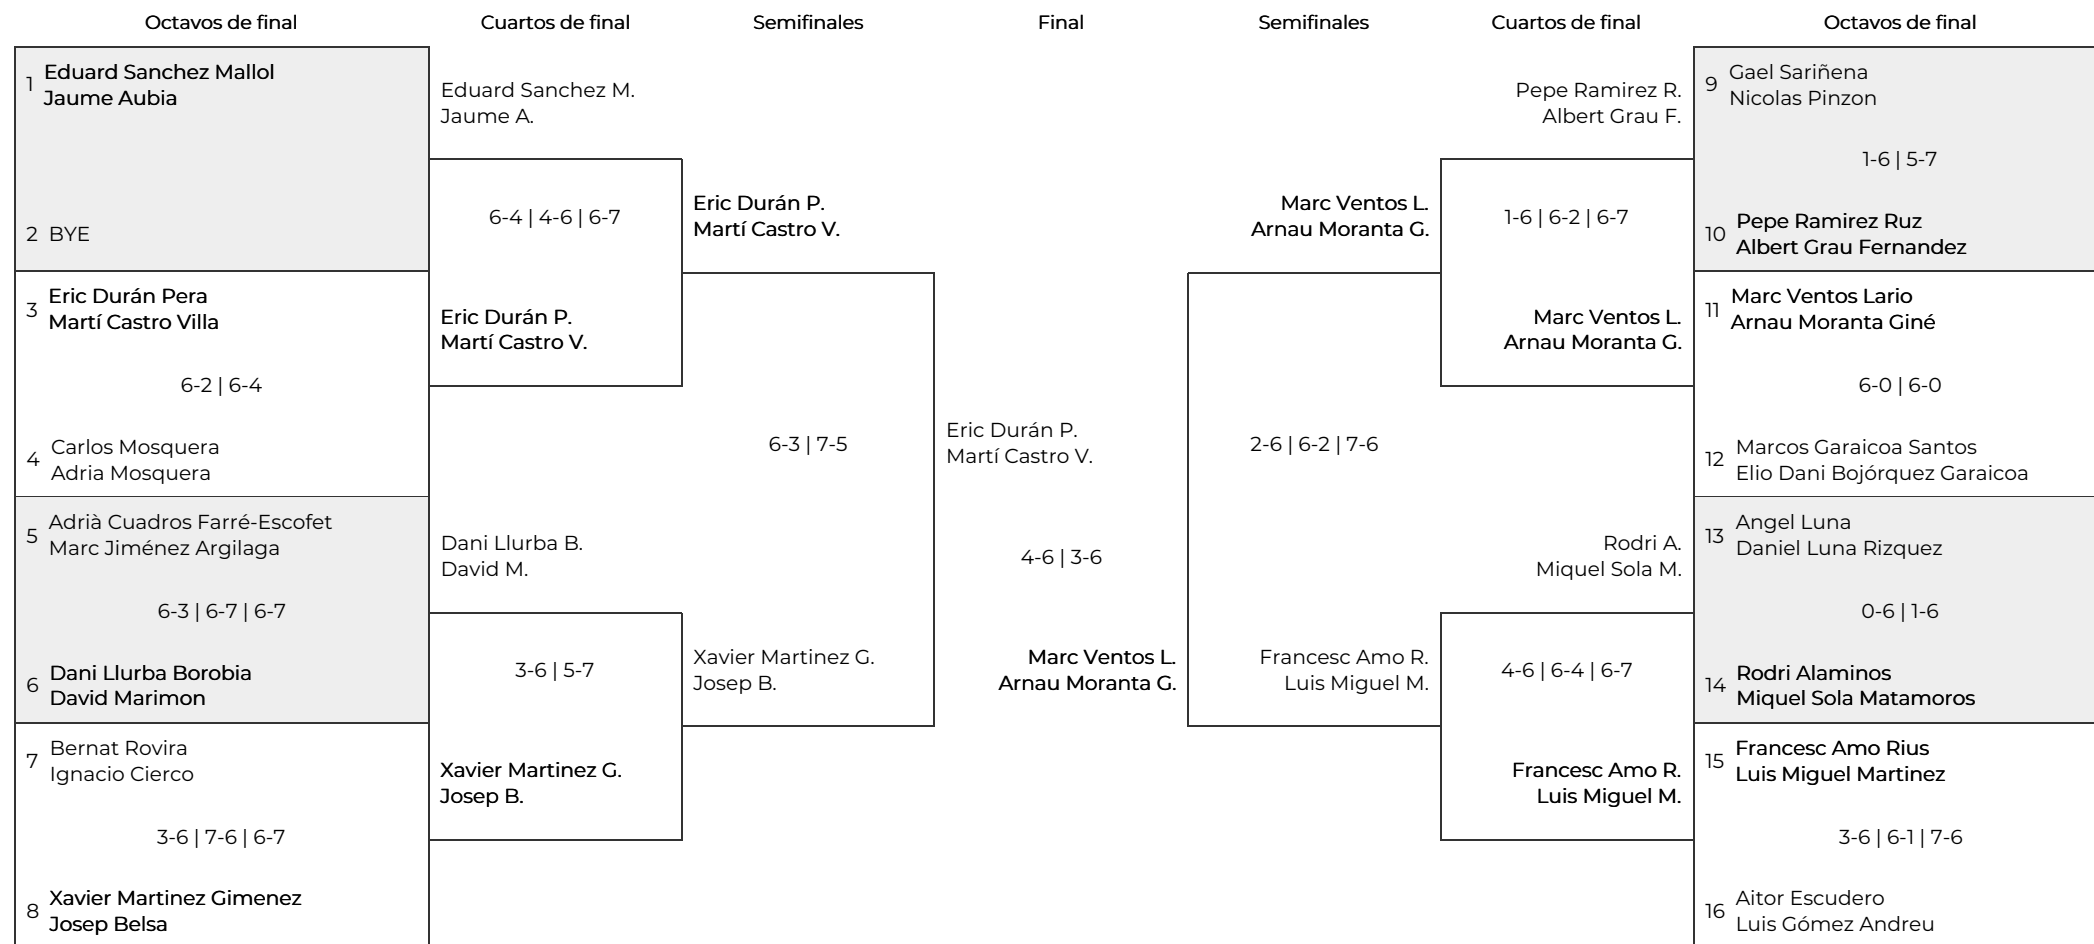 Octavos de final
Cuartos de final
Semifinales
Final
Semifinales
Cuartos de final
Octavos de final
1
Eduard Sanchez Mallol
Jaume Aubia
2 BYE
3
Eric Durán Pera
Martí Castro Villa
6-2 | 6-4
4
Carlos Mosquera
Adria Mosquera
5
Adrià Cuadros Farré-Escofet
Marc Jiménez Argilaga
6-3 | 6-7 | 6-7
6
Dani Llurba Borobia
David Marimon
7
Bernat Rovira
Ignacio Cierco
3-6 | 7-6 | 6-7
8
Xavier Martinez Gimenez
Josep Belsa
Eduard Sanchez M.
Jaume A.
6-4 | 4-6 | 6-7
Eric Durán P.
Martí Castro V.
Dani Llurba B.
David M.
3-6 | 5-7
Xavier Martinez G.
Josep B.
Eric Durán P.
Martí Castro V.
6-3 | 7-5
Xavier Martinez G.
Josep B.
Eric Durán P.
Martí Castro V.
4-6 | 3-6
Marc Ventos L.
Arnau Moranta G.
Marc Ventos L.
Arnau Moranta G.
2-6 | 6-2 | 7-6
Francesc Amo R.
Luis Miguel M.
Pepe Ramirez R.
Albert Grau F.
1-6 | 6-2 | 6-7
Marc Ventos L.
Arnau Moranta G.
Rodri A.
Miquel Sola M.
4-6 | 6-4 | 6-7
Francesc Amo R.
Luis Miguel M.
9
Gael Sariñena
Nicolas Pinzon
1-6 | 5-7
10
Pepe Ramirez Ruz
Albert Grau Fernandez
11
Marc Ventos Lario
Arnau Moranta Giné
6-0 | 6-0
12
Marcos Garaicoa Santos
Elio Dani Bojórquez Garaicoa
13
Angel Luna
Daniel Luna Rizquez
0-6 | 1-6
14
Rodri Alaminos
Miquel Sola Matamoros
15
Francesc Amo Rius
Luis Miguel Martinez
3-6 | 6-1 | 7-6
16
Aitor Escudero
Luis Gómez Andreu